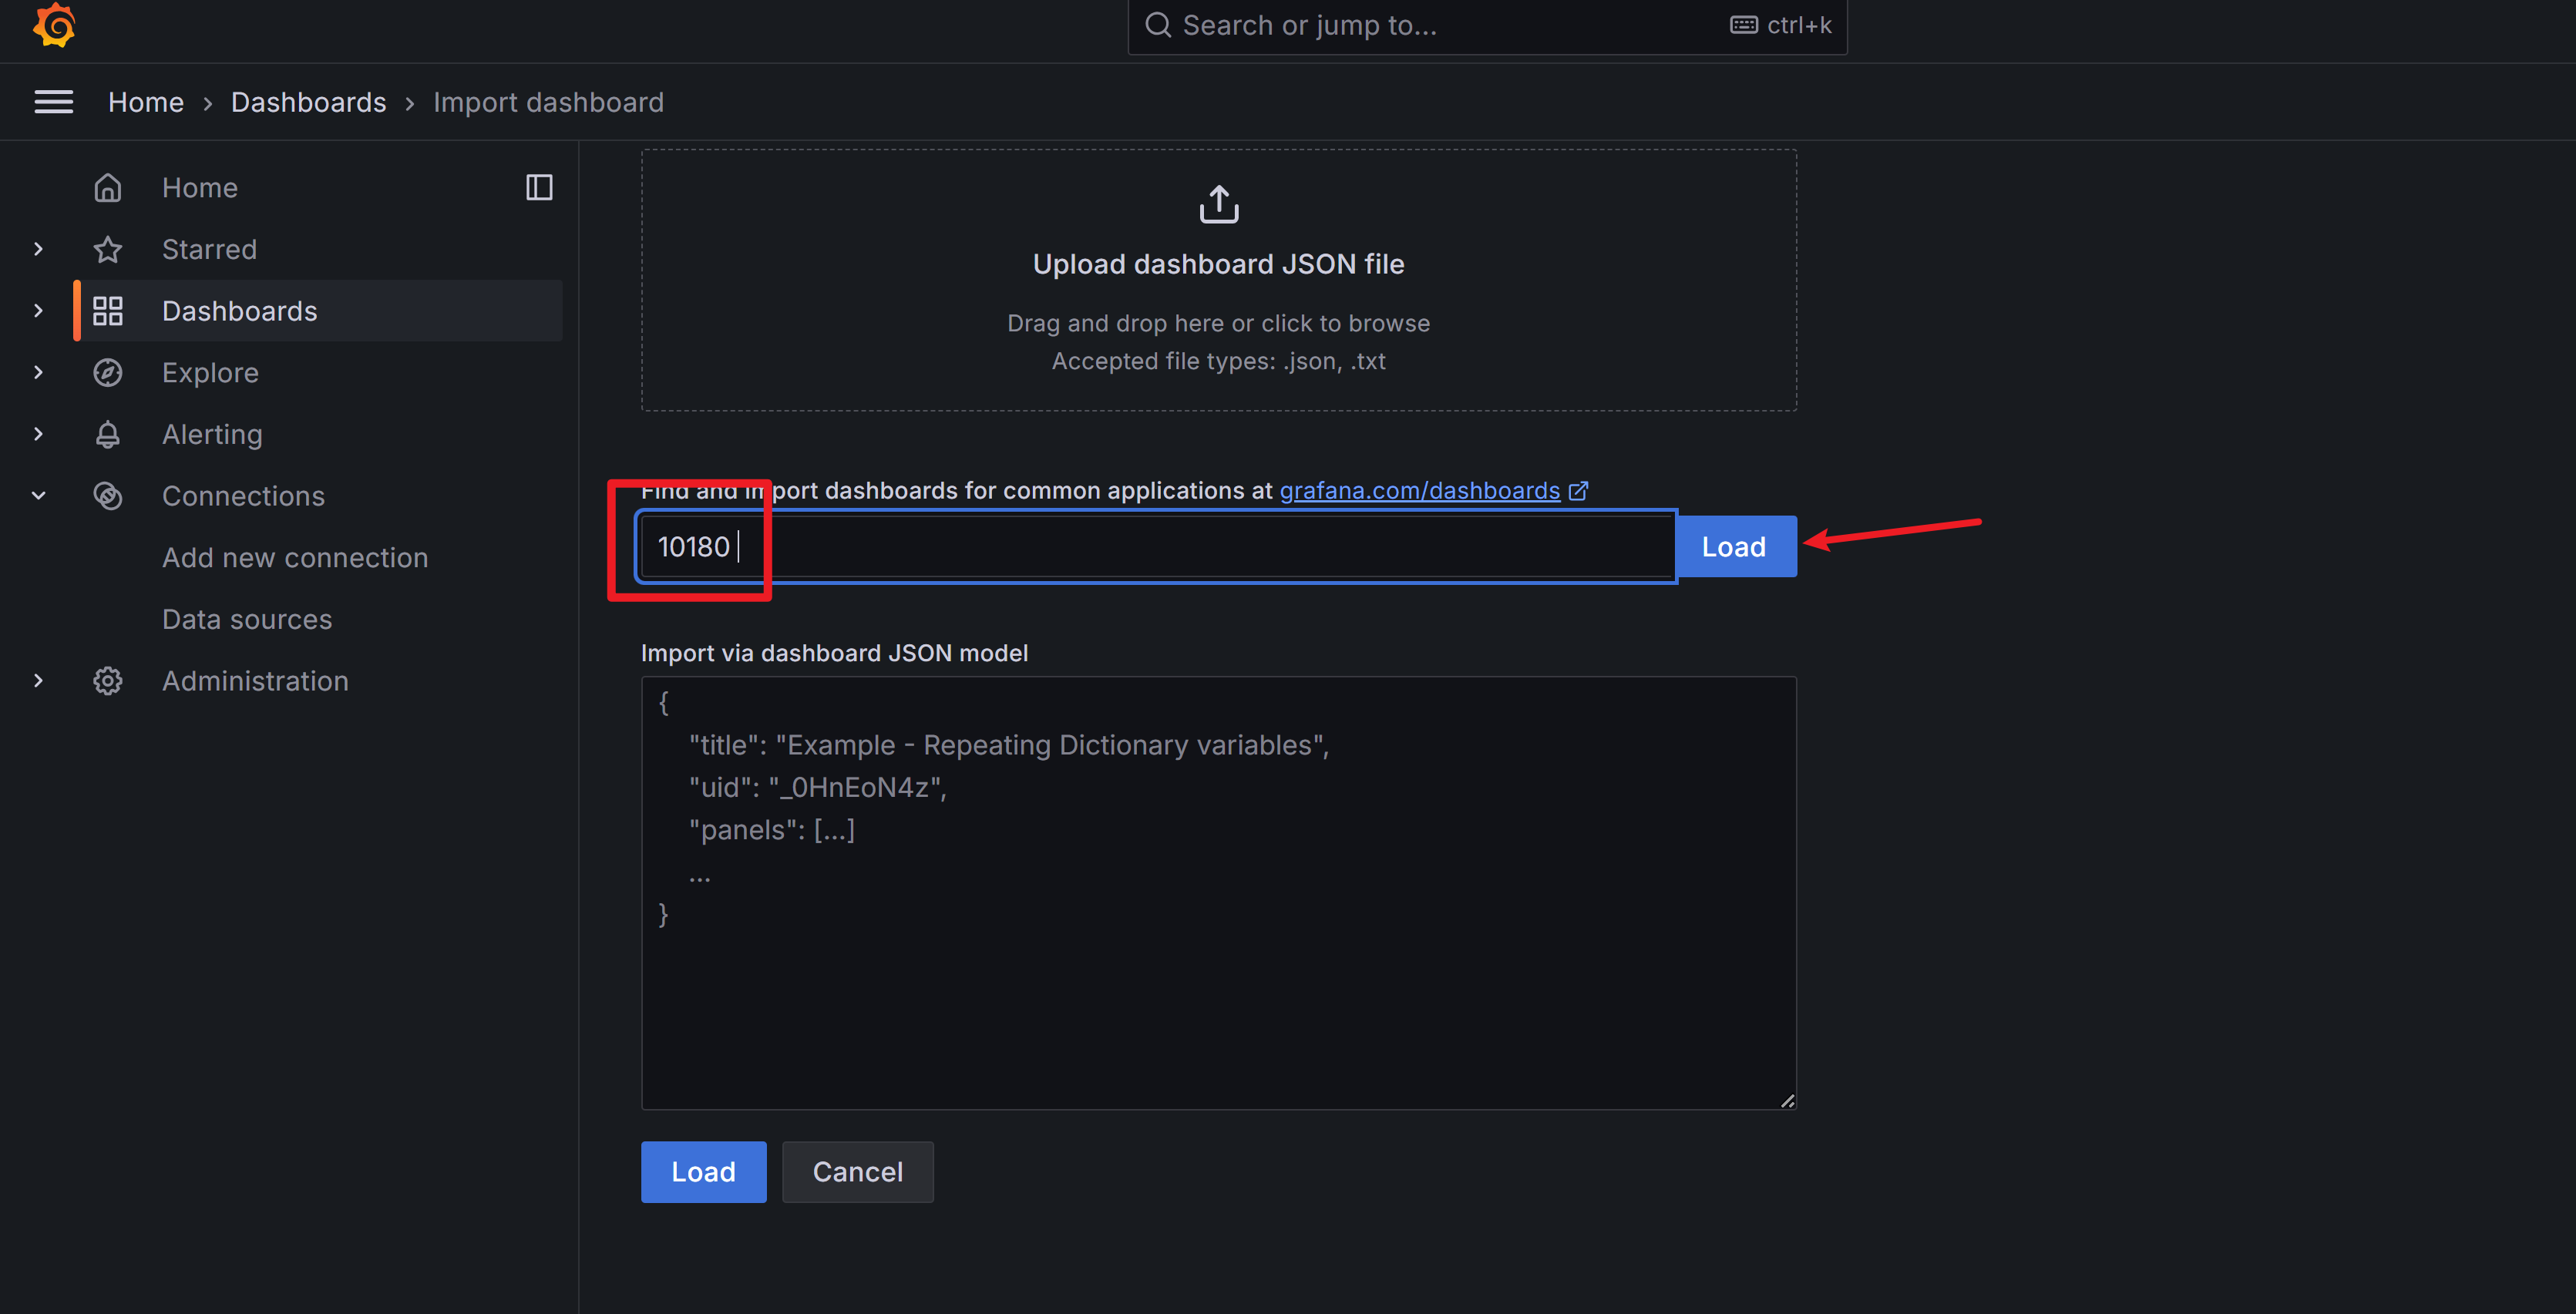 Search or jump to...
ctrl+k
Home › Dashboards › Import dashboard
Home
Starred
Dashboards
Explore
Alerting
Connections
Add new connection
Data sources
Administration
Upload dashboard JSON file
Drag and drop here or click to browse
Accepted file types: .json, .txt
Find and import dashboards for common applications at grafana.com/dashboards
10180
Load
Import via dashboard JSON model
{
"title": "Example - Repeating Dictionary variables",
"uid": "_0HnEoN4z",
"panels": [...]
...
}
Load
Cancel